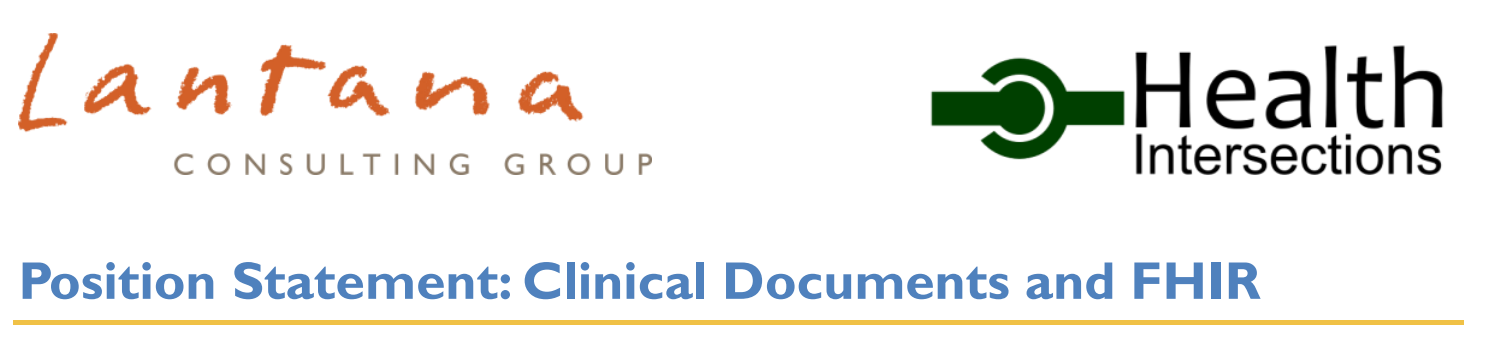 Lantana
CONSULTING GROUP
Health
Intersections
Position Statement: Clinical Documents and FHIR